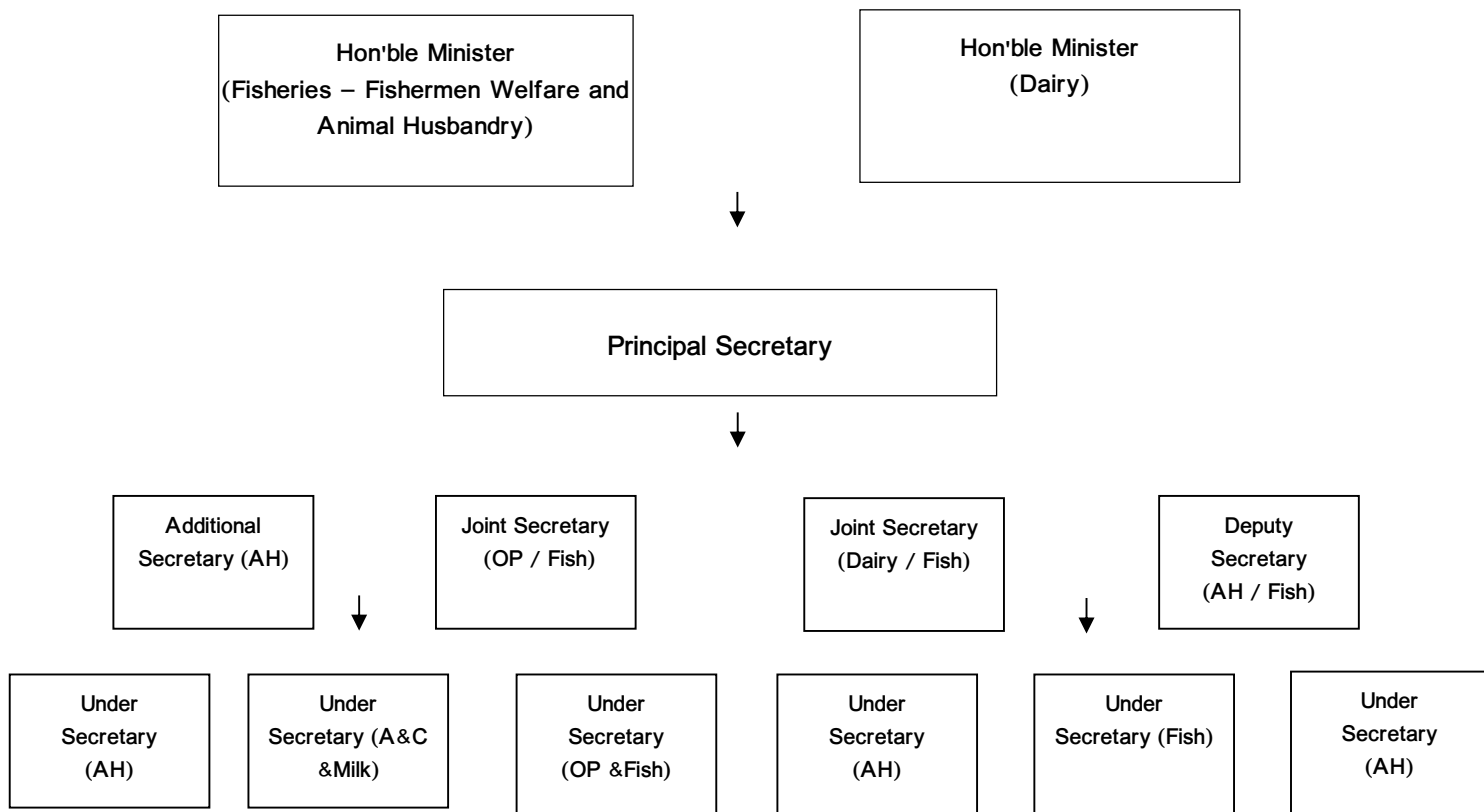 Hon'ble Minister
(Fisheries – Fishermen Welfare and
Animal Husbandry)
Hon'ble Minister
(Dairy)
Principal Secretary
Additional
Secretary (AH)
Joint Secretary
(OP / Fish)
Joint Secretary
(Dairy / Fish)
Deputy
Secretary
(AH / Fish)
Under
Secretary
(AH)
Under
Secretary (A&C
&Milk)
Under
Secretary
(OP &Fish)
Under
Secretary
(AH)
Under
Secretary (Fish)
Under
Secretary
(AH)